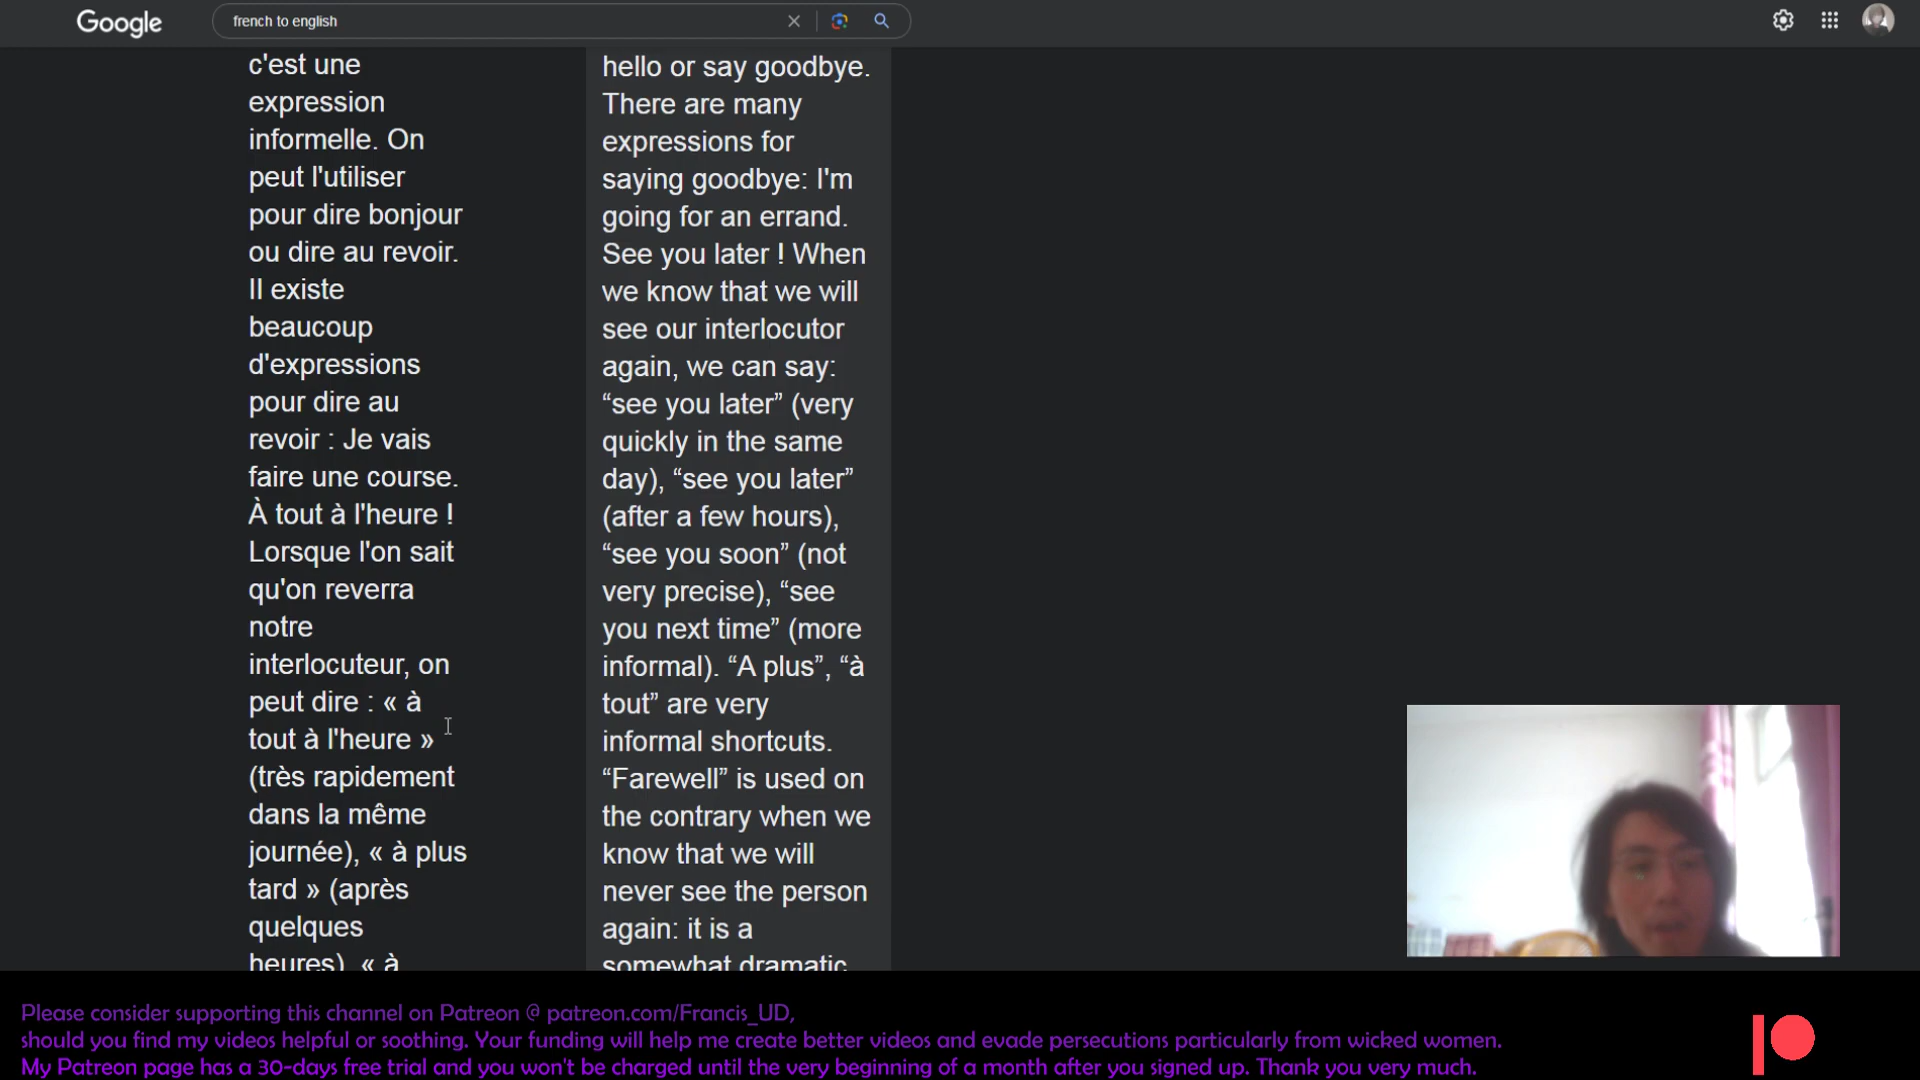 Google
french to english
c'est une
expression
informelle. On
peut l'utiliser
pour dire bonjour
ou dire au revoir.
Il existe
beaucoup
d'expressions
pour dire au
revoir : Je vais
faire une course.
À tout à l'heure !
Lorsque l'on sait
qu'on reverra
notre
interlocuteur, on
peut dire : « à
tout à l'heure »
(très rapidement
dans la même
journée), « à plus
tard » (après
quelques
heures), « à
hello or say goodbye.
There are many
expressions for
saying goodbye: I'm
going for an errand.
See you later ! When
we know that we will
see our interlocutor
again, we can say:
“see you later” (very
quickly in the same
day), “see you later”
(after a few hours),
“see you soon” (not
very precise), “see
you next time” (more
informal). “A plus”, “à
tout” are very
informal shortcuts.
“Farewell” is used on
the contrary when we
know that we will
never see the person
again: it is a
somewhat dramatic
Please consider supporting this channel on Patreon @ patreon.com/Francis_UD,
should you find my videos helpful or soothing. Your funding will help me create better videos and evade persecutions particularly from wicked women.
My Patreon page has a 30-days free trial and you won't be charged until the very beginning of a month after you signed up. Thank you very much.